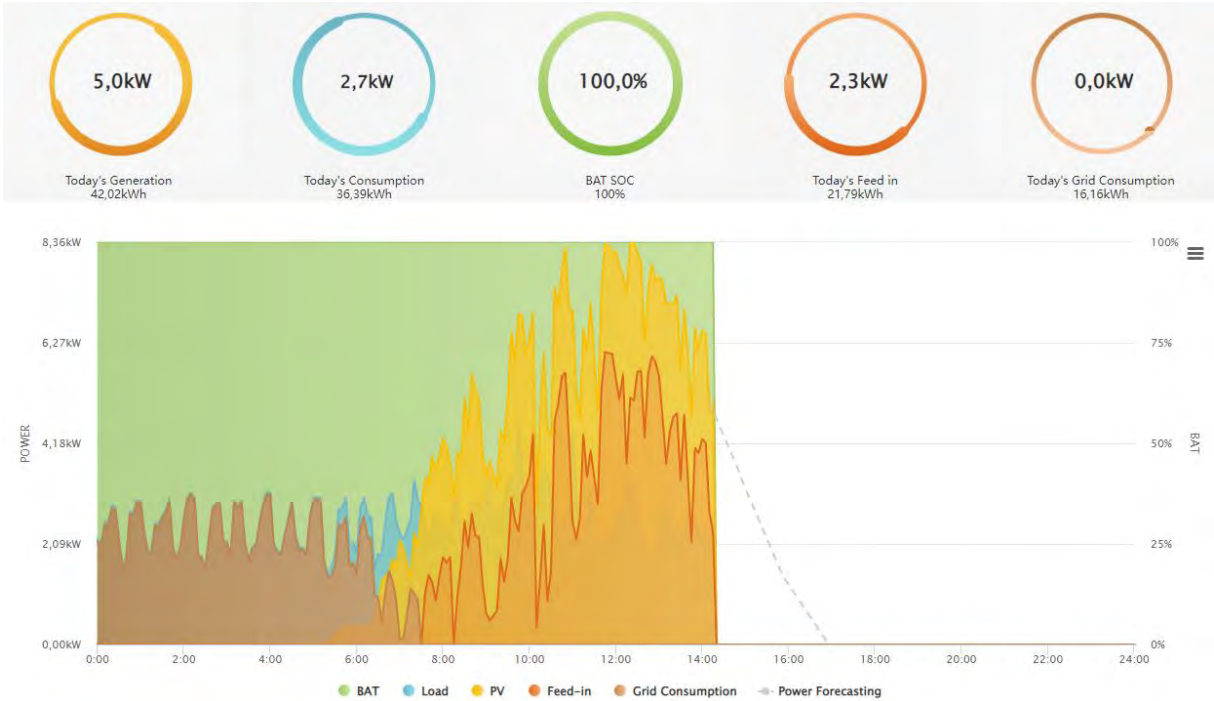 5,0kW
2,7kW
100,0%
2,3kW
0,0kW
Today's Generation
42,02kWh
Today's Consumption
36,39kWh
BAT SOC
100%
Today's Feed in
21,79kWh
Today's Grid Consumption
16,16kWh
8,36kW
6,27kW
4,18kW
2,09kW
0,00kW
POWER
100%
75%
50%
25%
0%
BAT
0:00 2:00 4:00 6:00 8:00 10:00 12:00 14:00 16:00 18:00 20:00 22:00 24:00
BAT Load PV Feed-in Grid Consumption Power Forecasting